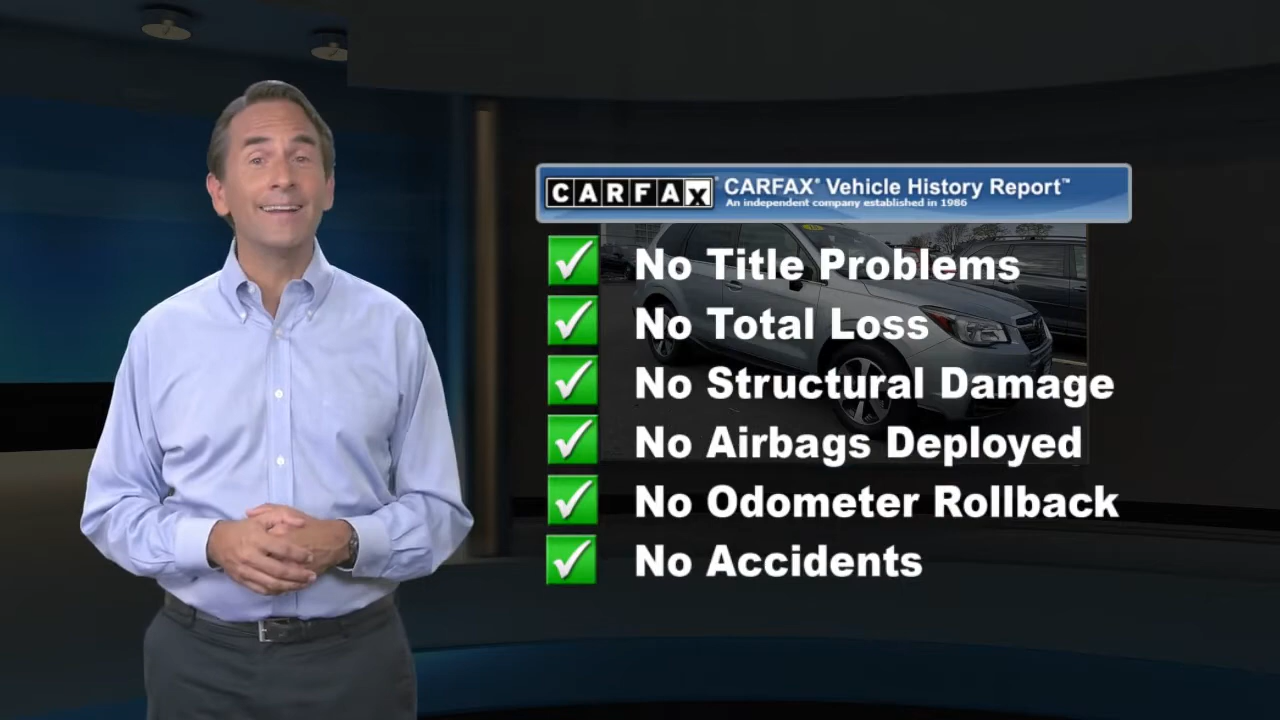 CARFAX® CARFAX® Vehicle History Report™
An independent company established in 1986
No Title Problems
No Total Loss
No Structural Damage
No Airbags Deployed
No Odometer Rollback
No Accidents